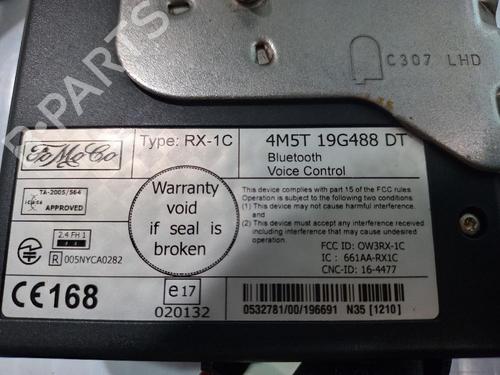 C307 LHD
B-PARTS
FoMoCo
Type: RX-1C
4M5T 19G488 DT
Bluetooth
Voice Control
TA-2005/564
icasa
APPROVED
Warranty
void
if seal is
broken
This device complies with part 15 of the FCC rules
Operation is subject to the following two conditions
(1) This device may not cause harmful interference,
and
(2) This device must accept any interference
received, including interference that may cause
undesired operation.
2.4 FH 1
R 005NYCA0282
FCC ID: OW3RX-1C
IC : 661AA-RX1C
CNC-ID: 16-4477
CE168
e17
020132
0532781/00/196691 N35 [1210]